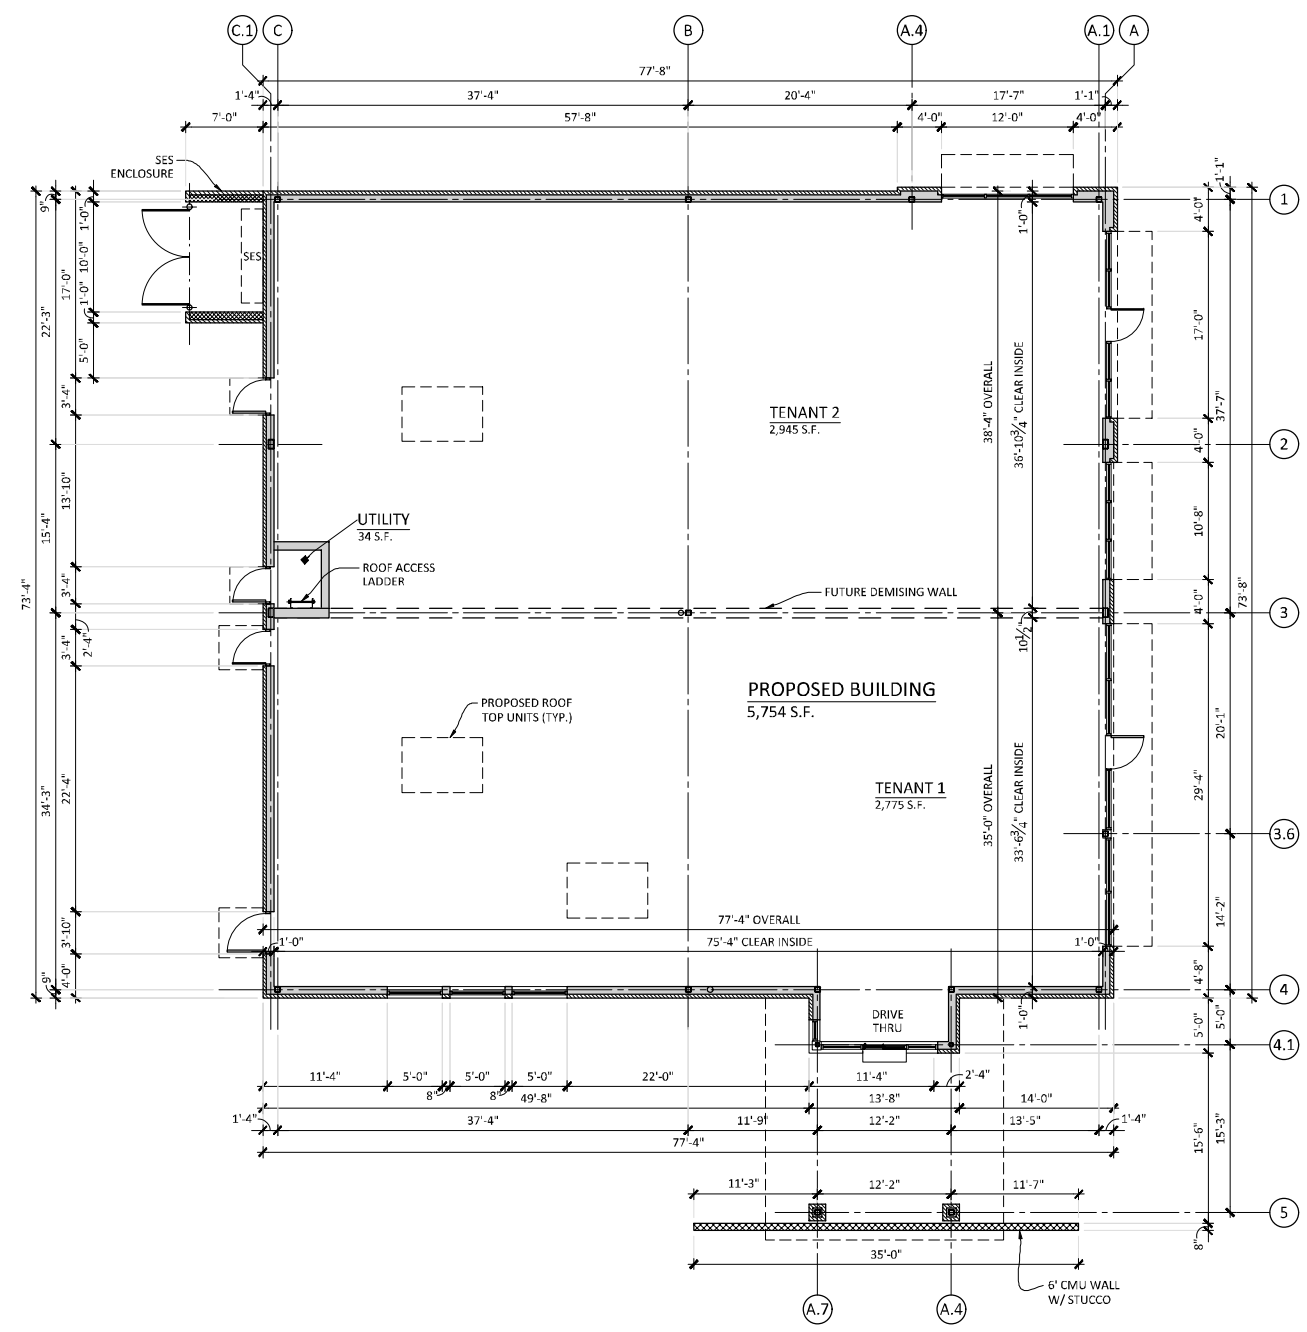 C.1
C
B
A.4
A.1
A
77'-8"
1'-4"
37'-4"
20'-4"
17'-7"
1'-1"
7'-0"
57'-8"
4'-0"
12'-0"
4'-0"
SES
ENCLOSURE
1'-1"
1
9"
1'-0"
1'-0"
4'-0"
SES
10'-0"
17'-0"
1'-0"
22'-3"
17'-0"
5'-0"
38'-4" OVERALL
36'-10 3/4" CLEAR INSIDE
37'-7"
3'-4"
TENANT 2
2,945 S.F.
4'-0"
2
13'-10"
15'-4"
10'-8"
UTILITY
34 S.F.
ROOF ACCESS
LADDER
73'-4"
3'-4"
FUTURE DEMISING WALL
73'-8"
4'-0"
3
2'-4"
3'-4"
10 1/2"
PROPOSED BUILDING
5,754 S.F.
PROPOSED ROOF
TOP UNITS (TYP.)
20'-1"
34'-3"
22'-4"
TENANT 1
2,775 S.F.
35'-0" OVERALL
33'-6 3/4" CLEAR INSIDE
29'-4"
3.6
14'-2"
77'-4" OVERALL
3'-10"
1'-0"
75'-4" CLEAR INSIDE
1'-0"
9"
4'-0"
4'-8"
4
1'-0"
DRIVE
THRU
5'-0"
5'-0"
4.1
11'-4"
5'-0"
5'-0"
5'-0"
22'-0"
11'-4"
2'-4"
8"
8"
49'-8"
13'-8"
14'-0"
1'-4"
37'-4"
11'-9"
12'-2"
13'-5"
1'-4"
77'-4"
15'-6"
15'-3"
11'-3"
12'-2"
11'-7"
5
8"
35'-0"
6' CMU WALL
W/ STUCCO
A.7
A.4